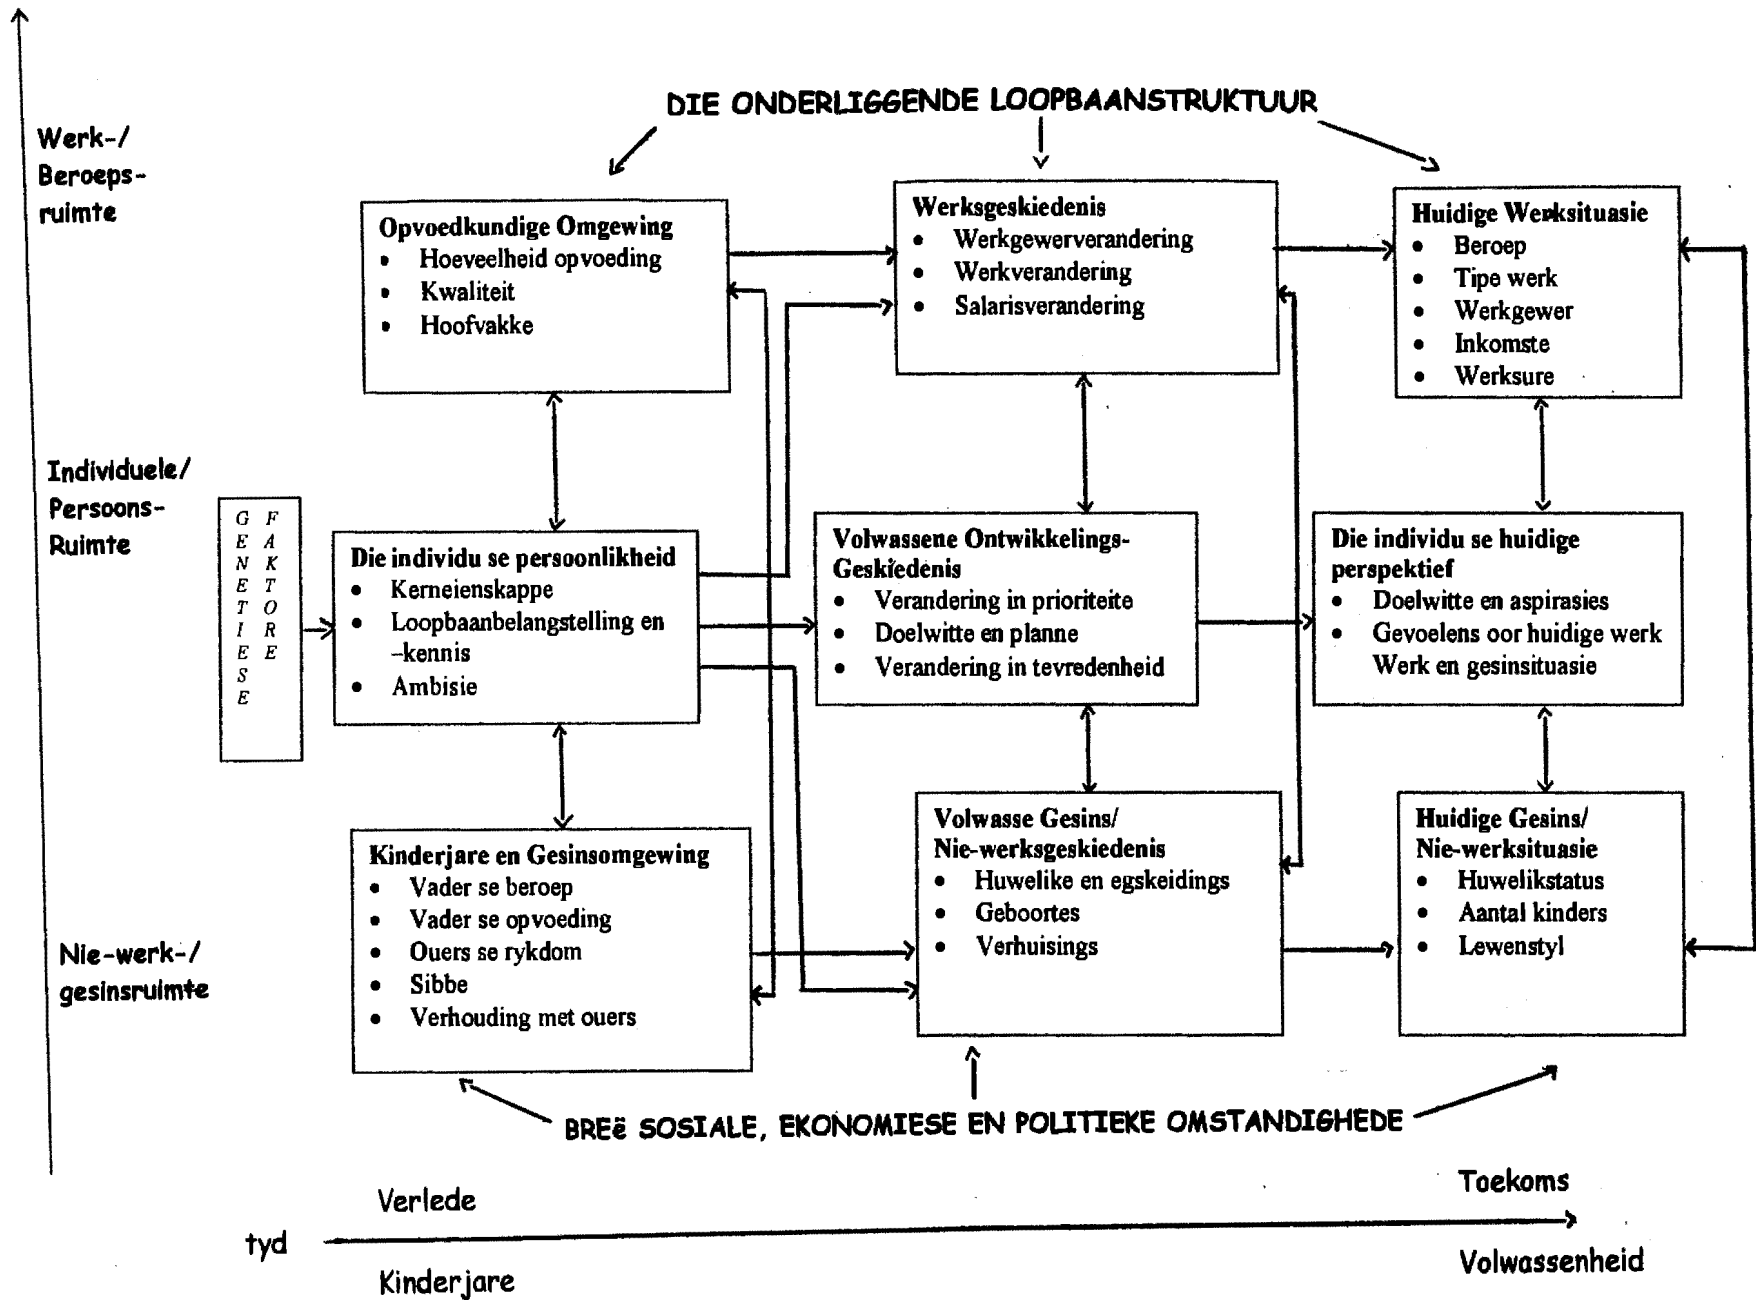 DIE ONDERLIGGENDE LOOPBAANSTRUKTUUR
Werk-/
Beroeps-
ruimte
Opvoedkundige Omgewing
• Hoeveelheid opvoeding
• Kwaliteit
• Hoofvakke
Werksgeskiedenis
• Werkgewerverandering
• Werkverandering
• Salarisverandering
Huidige Werksituasie
• Beroep
• Tipe werk
• Werkgewer
• Inkomste
• Werksure
Individuele/
Persoons-
Ruimte
GENETIESE
FAKTORE
Die individu se persoonlikheid
• Kerneienskappe
• Loopbaanbelangstelling en
–kennis
• Ambisie
Volwassene Ontwikkelings-
Geskiedenis
• Verandering in prioriteite
• Doelwitte en planne
• Verandering in tevredenheid
Die individu se huidige
perspektief
• Doelwitte en aspirasies
• Gevoelens oor huidige werk
Werk en gesinsituasie
Nie-werk-/
gesinsruimte
Kinderjare en Gesinsomgewing
• Vader se beroep
• Vader se opvoeding
• Ouers se rykdom
• Sibbe
• Verhouding met ouers
Volwasse Gesins/
Nie-werksgeskiedenis
• Huwelike en egskeidings
• Geboortes
• Verhuisings
Huidige Gesins/
Nie-werksituasie
• Huwelikstatus
• Aantal kinders
• Lewenstyl
BREë SOSIALE, EKONOMIESE EN POLITIEKE OMSTANDIGHEDE
Verlede
Toekoms
tyd
Kinderjare
Volwassenheid